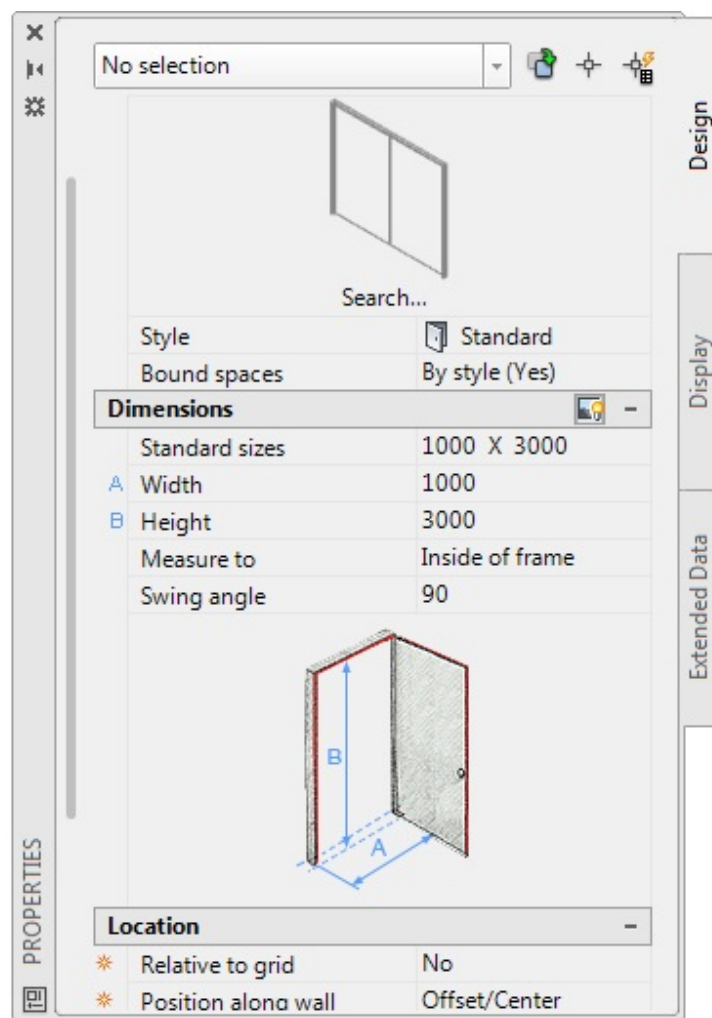 No selection
Search...
Style Standard
Bound spaces By style (Yes)
Dimensions
Standard sizes 1000 X 3000
A Width 1000
B Height 3000
Measure to Inside of frame
Swing angle 90
B
A
Location
Relative to grid No
Position along wall Offset/Center
Design
Display
Extended Data
PROPERTIES